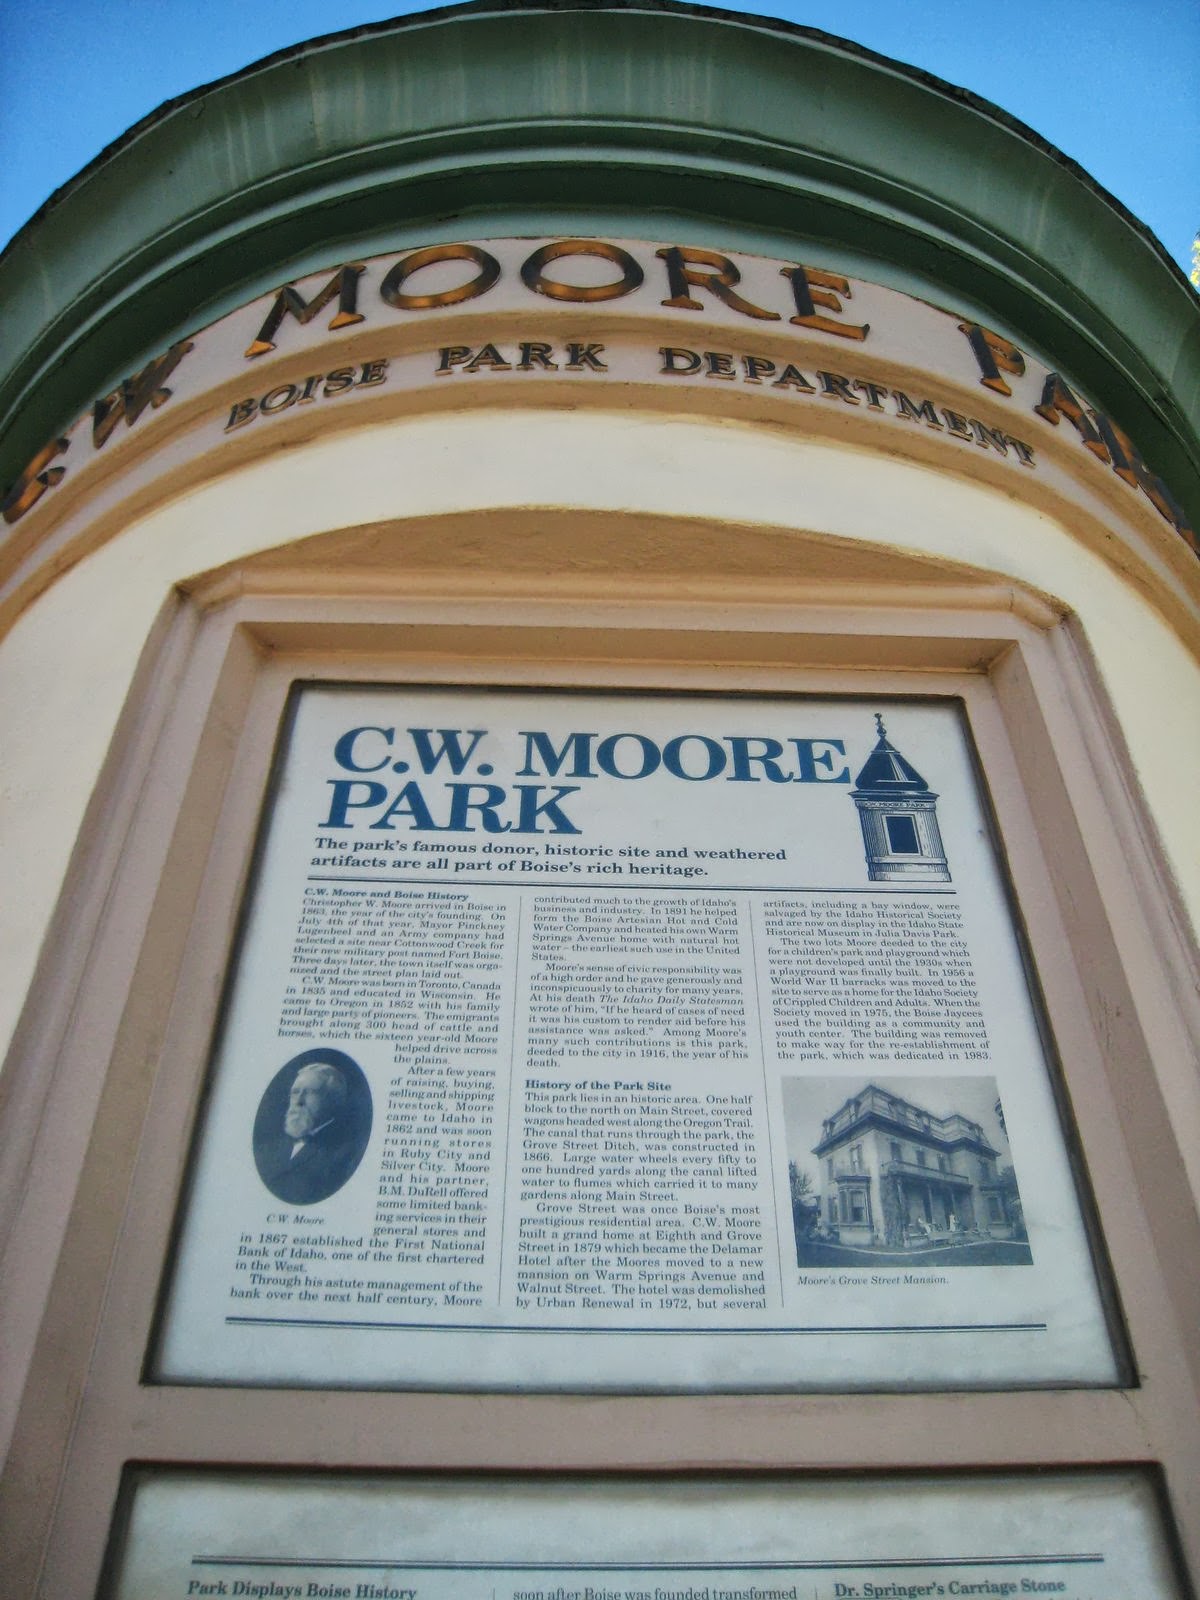 C W MOORE PARK
BOISE PARK DEPARTMENT
C.W. MOORE
PARK
The park's famous donor, historic site and weathered
artifacts are all part of Boise's rich heritage.
C.W. MOORE PARK
C.W. Moore and Boise History
Christopher W. Moore arrived in Boise in
1863, the year of the city's founding. On
July 4th of that year, Mayor Pinckney
Lugenbeel and an Army company had
selected a site near Cottonwood Creek for
their new military post named Fort Boise.
Three days later, the town itself was orga-
nized and the street plan laid out.
C.W. Moore was born in Toronto, Canada
in 1835 and educated in Wisconsin. He
came to Oregon in 1852 with his family
and large party of pioneers. The emigrants
brought along 300 head of cattle and
horses, which the sixteen year-old Moore
helped drive across
the plains.
After a few years
of raising, buying,
selling and shipping
livestock, Moore
came to Idaho in
1862 and was soon
running stores
in Ruby City and
Silver City. Moore
and his partner,
B.M. DuRell offered
some limited bank-
ing services in their
general stores and
in 1867 established the First National
Bank of Idaho, one of the first chartered
in the West.
Through his astute management of the
bank over the next half century, Moore
C.W. Moore
contributed much to the growth of Idaho's
business and industry. In 1891 he helped
form the Boise Artesian Hot and Cold
Water Company and heated his own Warm
Springs Avenue home with natural hot
water – the earliest such use in the United
States.
Moore's sense of civic responsibility was
of a high order and he gave generously and
inconspicuously to charity for many years.
At his death The Idaho Daily Statesman
wrote of him, "If he heard of cases of need
it was his custom to render aid before his
assistance was asked." Among Moore's
many such contributions is this park,
deeded to the city in 1916, the year of his
death.
History of the Park Site
This park lies in an historic area. One half
block to the north on Main Street, covered
wagons headed west along the Oregon Trail.
The canal that runs through the park, the
Grove Street Ditch, was constructed in
1866. Large water wheels every fifty to
one hundred yards along the canal lifted
water to flumes which carried it to many
gardens along Main Street.
Grove Street was once Boise's most
prestigious residential area. C.W. Moore
built a grand home at Eighth and Grove
Street in 1879 which became the Delamar
Hotel after the Moores moved to a new
mansion on Warm Springs Avenue and
Walnut Street. The hotel was demolished
by Urban Renewal in 1972, but several
artifacts, including a bay window, were
salvaged by the Idaho Historical Society
and are now on display in the Idaho State
Historical Museum in Julia Davis Park.
The two lots Moore deeded to the city
for a children's park and playground which
were not developed until the 1930s when
a playground was finally built. In 1956 a
World War II barracks was moved to the
site to serve as a home for the Idaho Society
of Crippled Children and Adults. When the
Society moved in 1975, the Boise Jaycees
used the building as a community and
youth center. The building was removed
to make way for the re-establishment of
the park, which was dedicated in 1983.
Moore's Grove Street Mansion.
Park Displays Boise History
soon after Boise was founded transformed
Dr. Springer's Carriage Stone